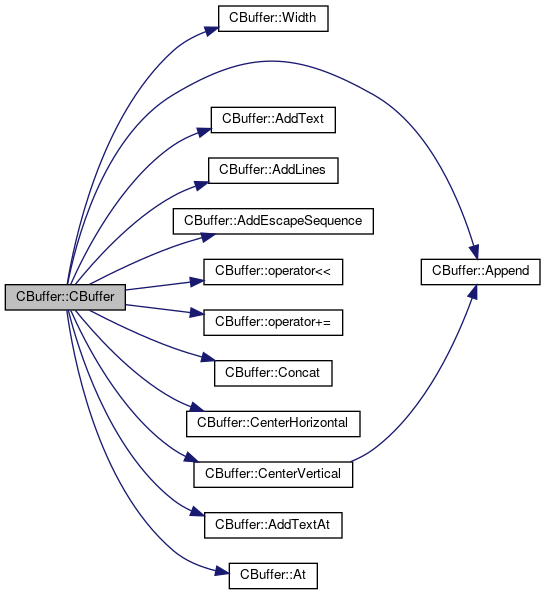 CBuffer::Width
CBuffer::AddText
CBuffer::AddLines
CBuffer::AddEscapeSequence
CBuffer::operator<<
CBuffer::Append
CBuffer::CBuffer
CBuffer::operator+=
CBuffer::Concat
CBuffer::CenterHorizontal
CBuffer::CenterVertical
CBuffer::AddTextAt
CBuffer::At